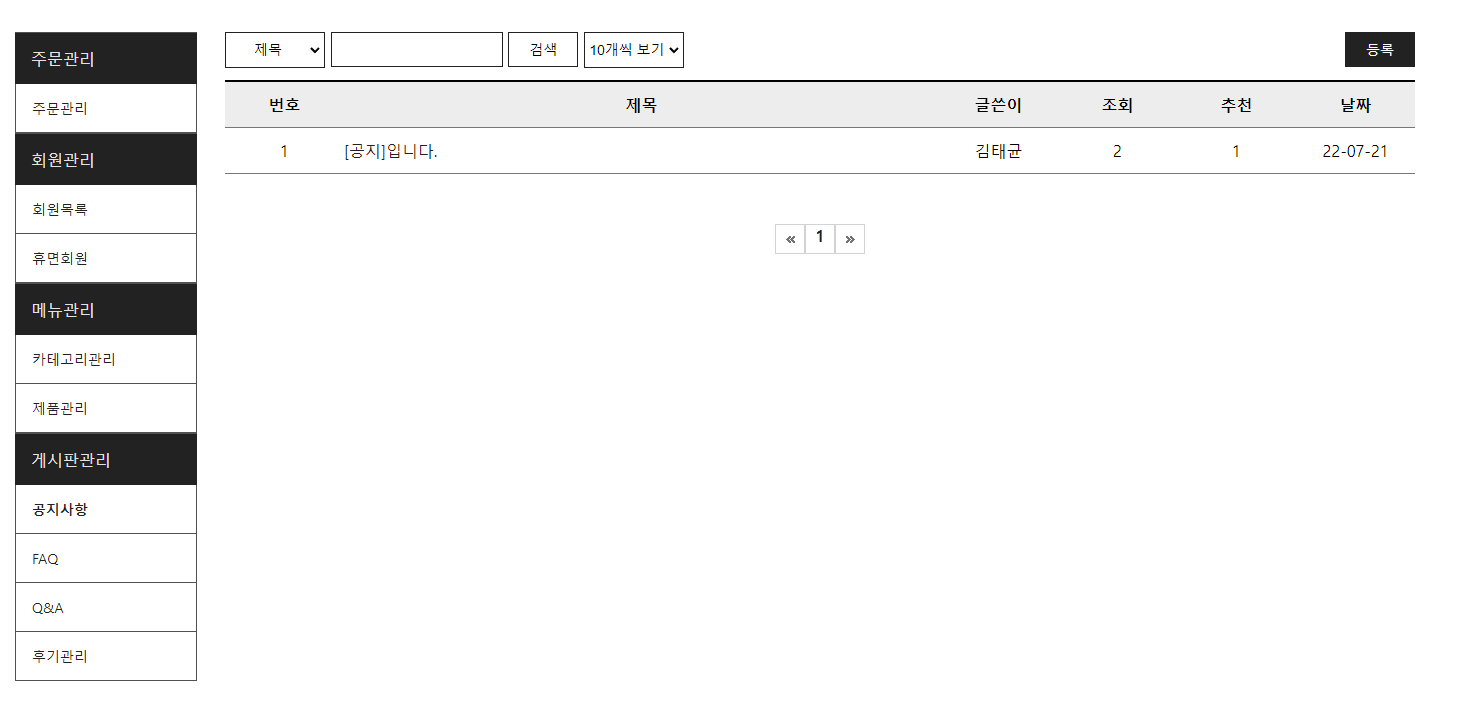 주문관리
주문관리
회원관리
회원목록
휴면회원
메뉴관리
카테고리관리
제품관리
게시판관리
공지사항
FAQ
Q&A
후기관리
제목 검색 10개씩 보기 등록
번호 제목 글쓴이 조회 추천 날짜
1 [공지]입니다. 김태균 2 1 22-07-21
« 1 »